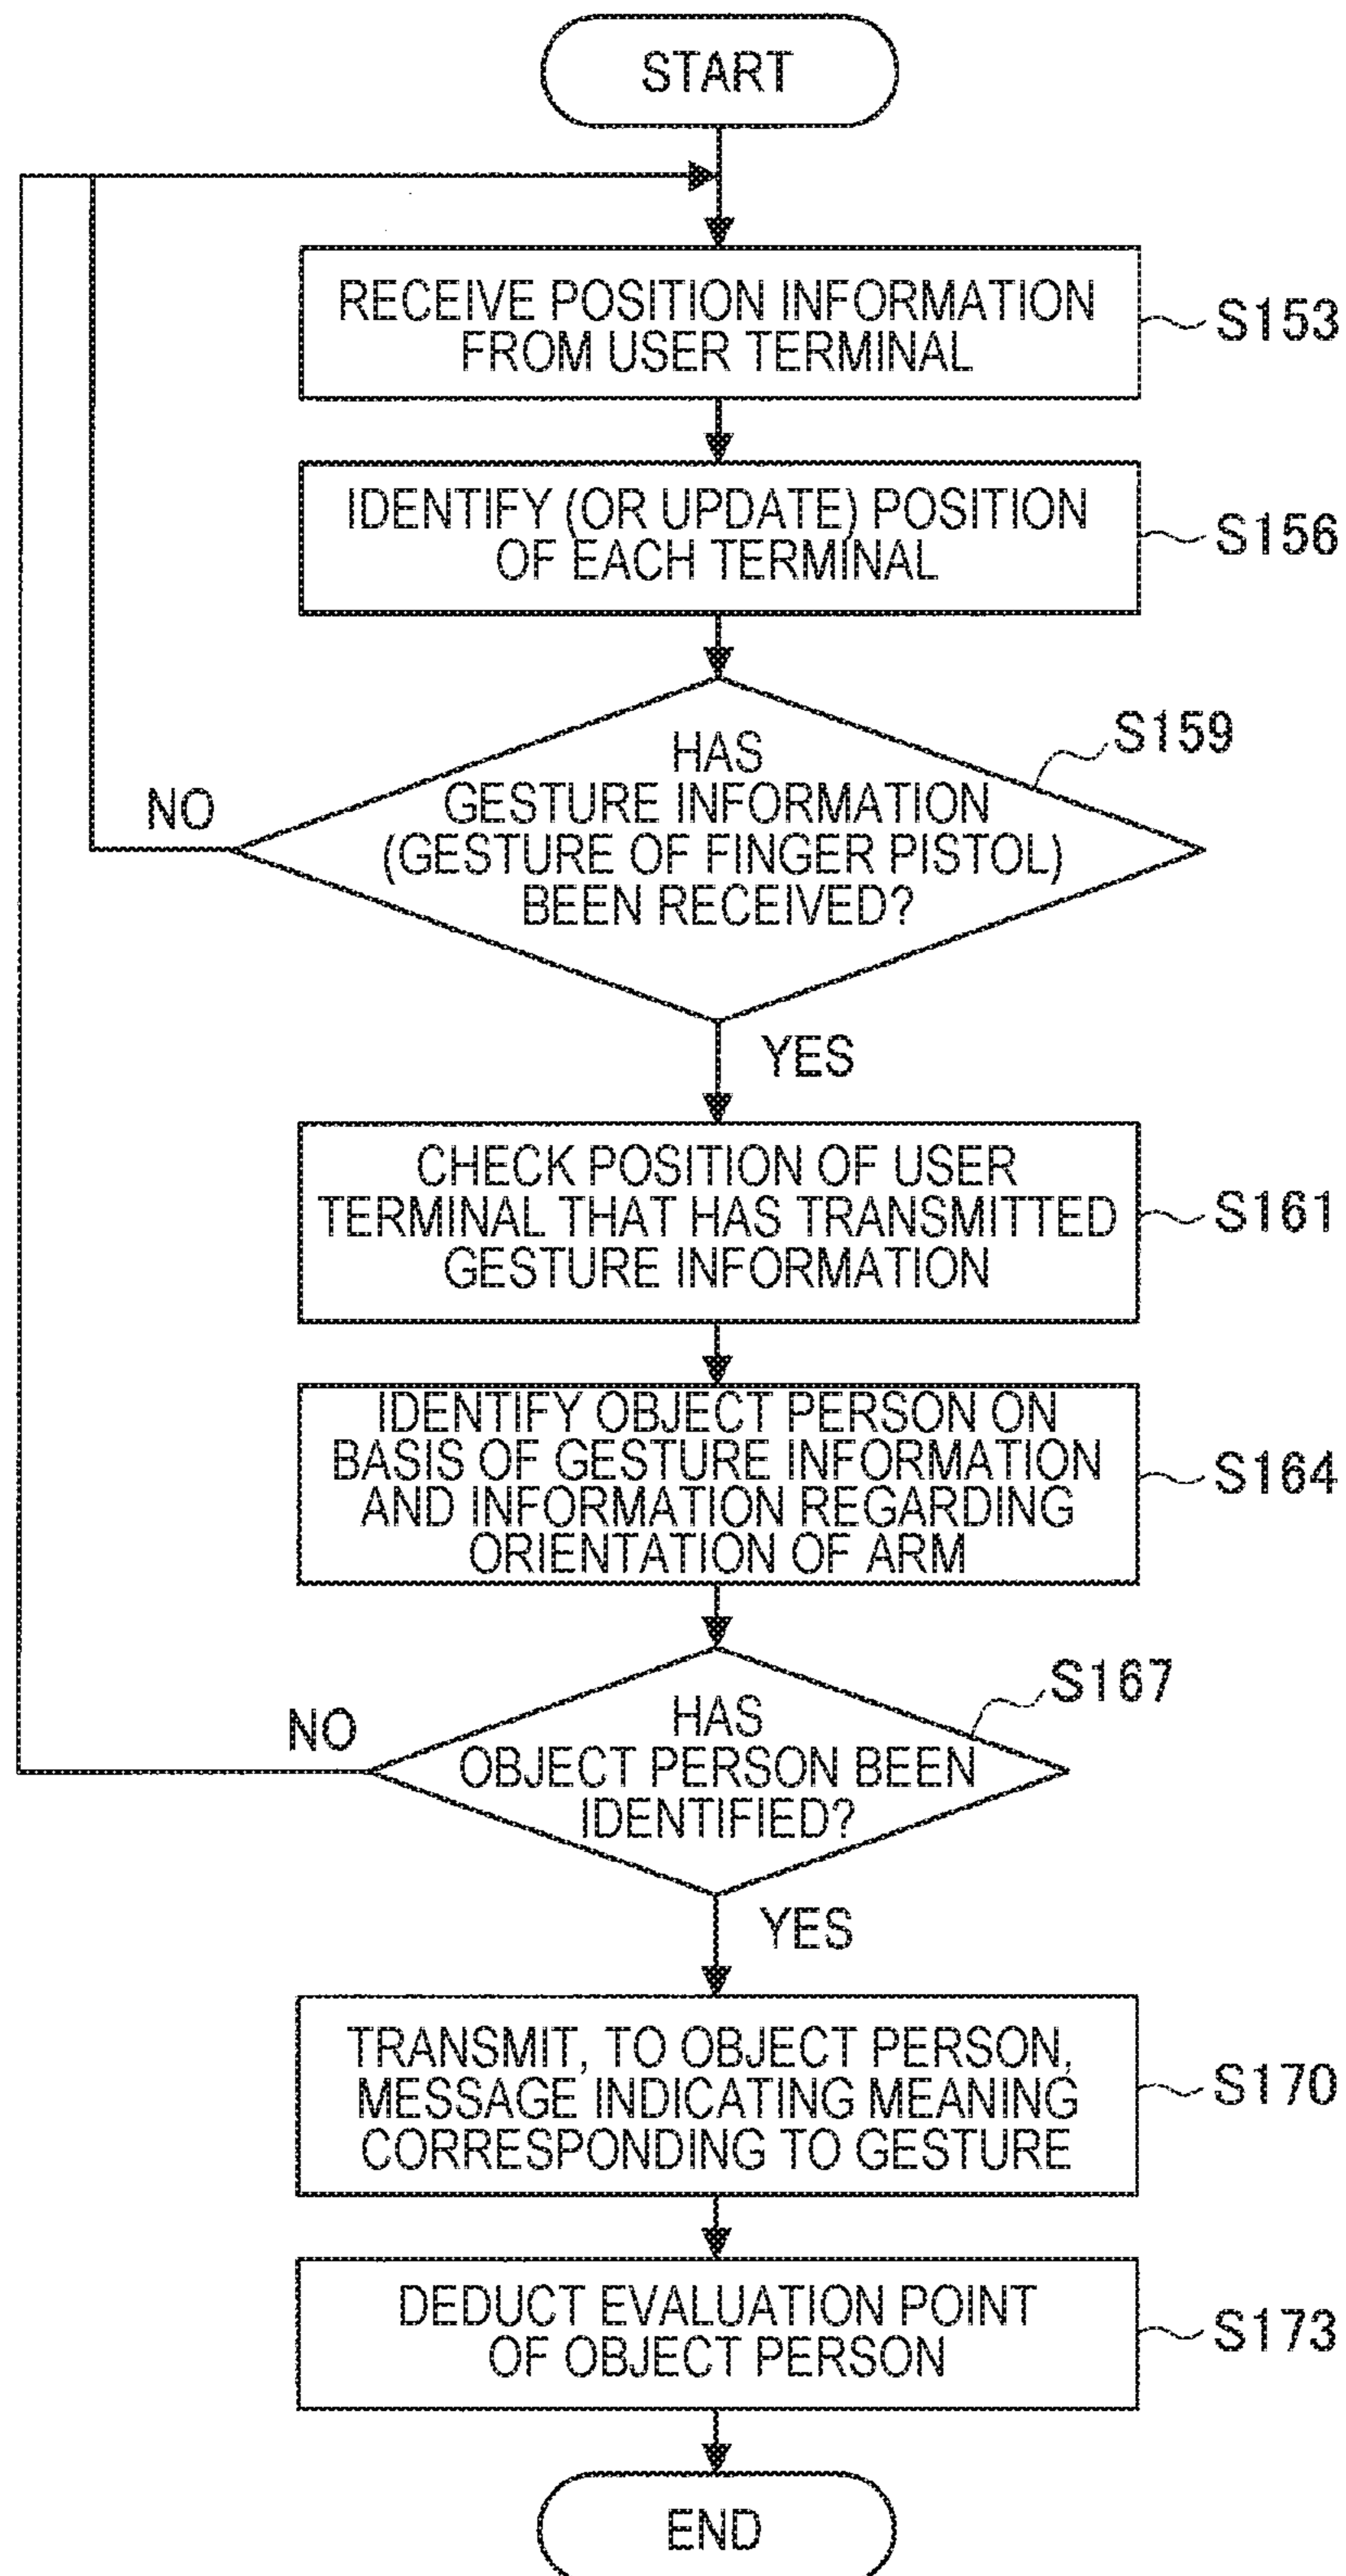 START
RECEIVE POSITION INFORMATION
FROM USER TERMINAL
S153
IDENTIFY (OR UPDATE) POSITION
OF EACH TERMINAL
S156
HAS
GESTURE INFORMATION
(GESTURE OF FINGER PISTOL)
BEEN RECEIVED?
S159
NO
YES
CHECK POSITION OF USER
TERMINAL THAT HAS TRANSMITTED
GESTURE INFORMATION
S161
IDENTIFY OBJECT PERSON ON
BASIS OF GESTURE INFORMATION
AND INFORMATION REGARDING
ORIENTATION OF ARM
S164
HAS
OBJECT PERSON BEEN
IDENTIFIED?
S167
NO
YES
TRANSMIT, TO OBJECT PERSON,
MESSAGE INDICATING MEANING
CORRESPONDING TO GESTURE
S170
DEDUCT EVALUATION POINT
OF OBJECT PERSON
S173
END